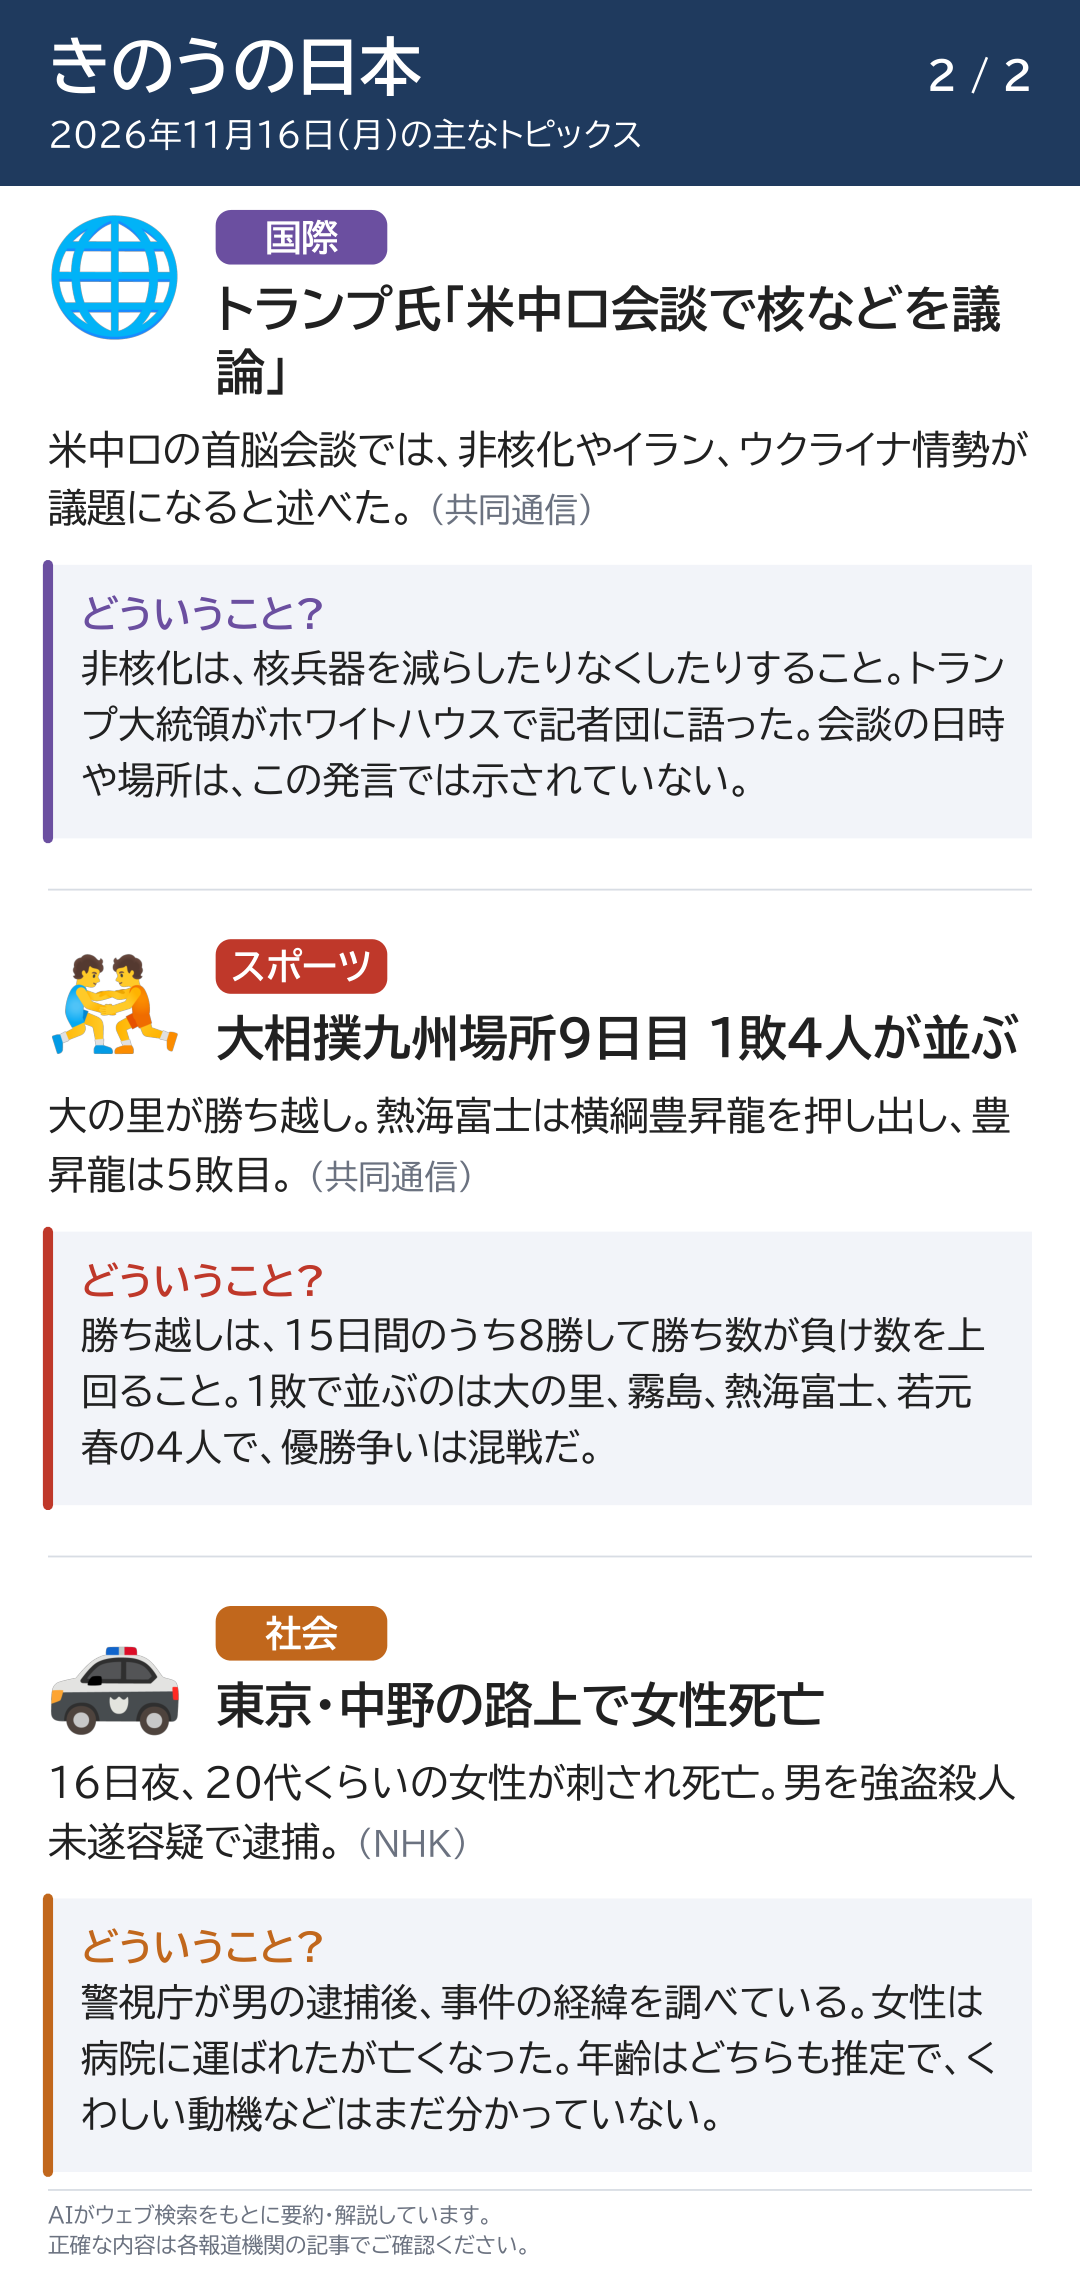 きのうの日本
2 / 2
2026年11月16日(月)の主なトピックス
国際
トランプ氏「米中ロ会談で核などを議
論」
米中ロの首脳会談では、非核化やイラン、ウクライナ情勢が
議題になると述べた。（共同通信）
どういうこと?
非核化は、核兵器を減らしたりなくしたりすること。トラン
プ大統領がホワイトハウスで記者団に語った。会談の日時
や場所は、この発言では示されていない。
スポーツ
大相撲九州場所9日目 1敗4人が並ぶ
大の里が勝ち越し。熱海富士は横綱豊昇龍を押し出し、豊
昇龍は5敗目。（共同通信）
どういうこと?
勝ち越しは、15日間のうち8勝して勝ち数が負け数を上
回ること。1敗で並ぶのは大の里、霧島、熱海富士、若元
春の4人で、優勝争いは混戦だ。
社会
東京・中野の路上で女性死亡
16日夜、20代くらいの女性が刺され死亡。男を強盗殺人
未遂容疑で逮捕。（NHK）
どういうこと?
警視庁が男の逮捕後、事件の経緯を調べている。女性は
病院に運ばれたが亡くなった。年齢はどちらも推定で、く
わしい動機などはまだ分かっていない。
AIがウェブ検索をもとに要約・解説しています。
正確な内容は各報道機関の記事でご確認ください。